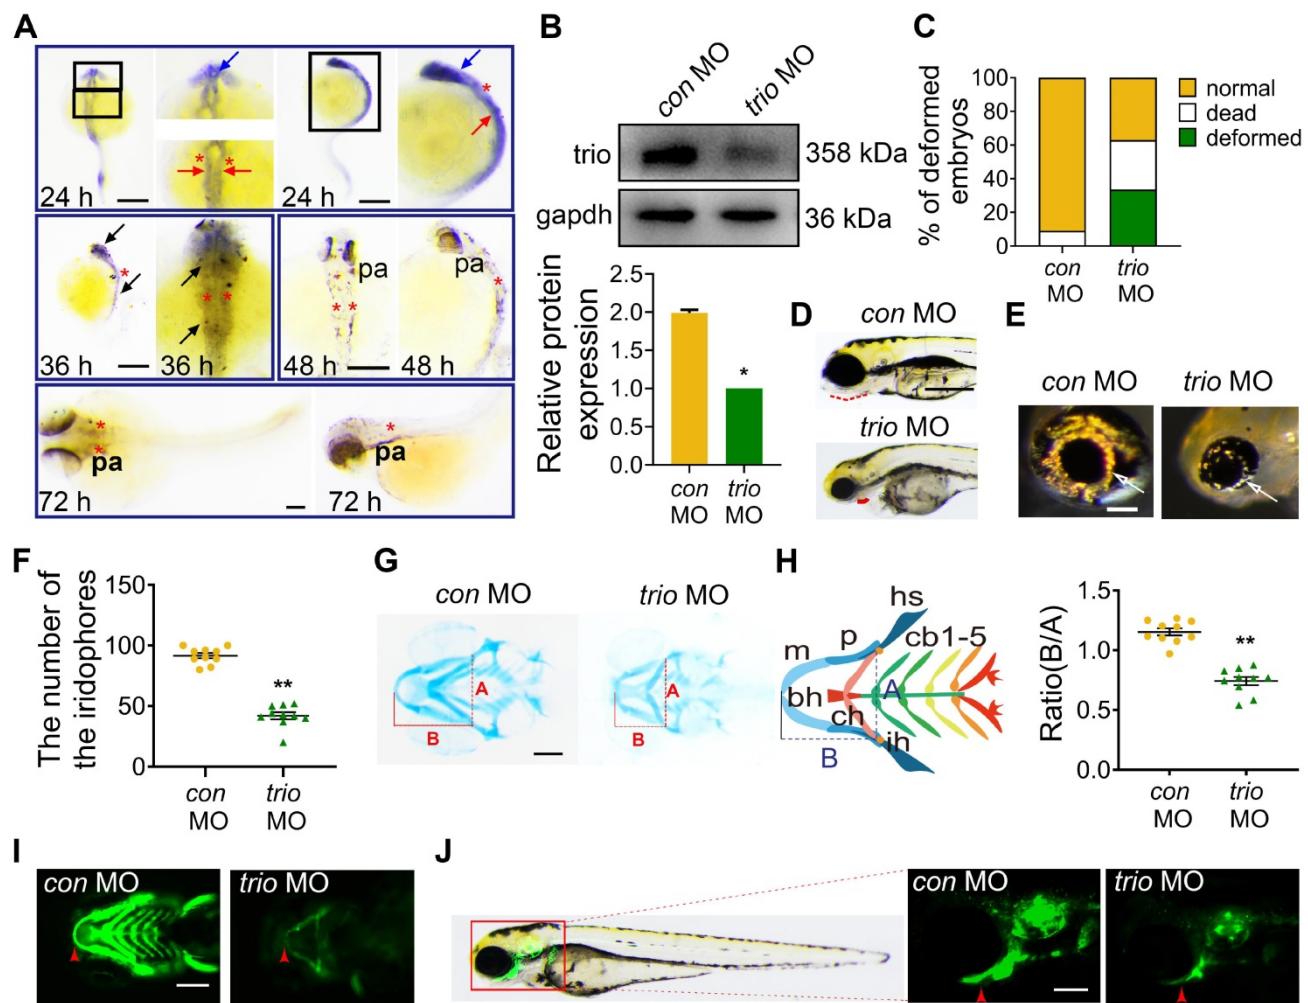 A
24 h
24 h
36 h
36 h
pa
48 h
pa
48 h
pa
72 h
pa
72 h
B
con MO
trio MO
trio
358 kDa
gapdh
36 kDa
Relative protein
expression
2.5
2.0
1.5
1.0
0.5
0.0
*
con
MO
trio
MO
C
% of deformed
embryos
100
80
60
40
20
0
con
MO
trio
MO
normal
dead
deformed
D
con MO
trio MO
E
con MO
trio MO
F
The number of
the iridophores
150
100
50
0
**
con
MO
trio
MO
G
con MO
trio MO
A
B
A
B
H
hs
p
cb1-5
m
bh
A
ch
ih
B
Ratio(B/A)
1.5
1.0
0.5
0.0
**
con
MO
trio
MO
I
con MO
trio MO
J
con MO
trio MO